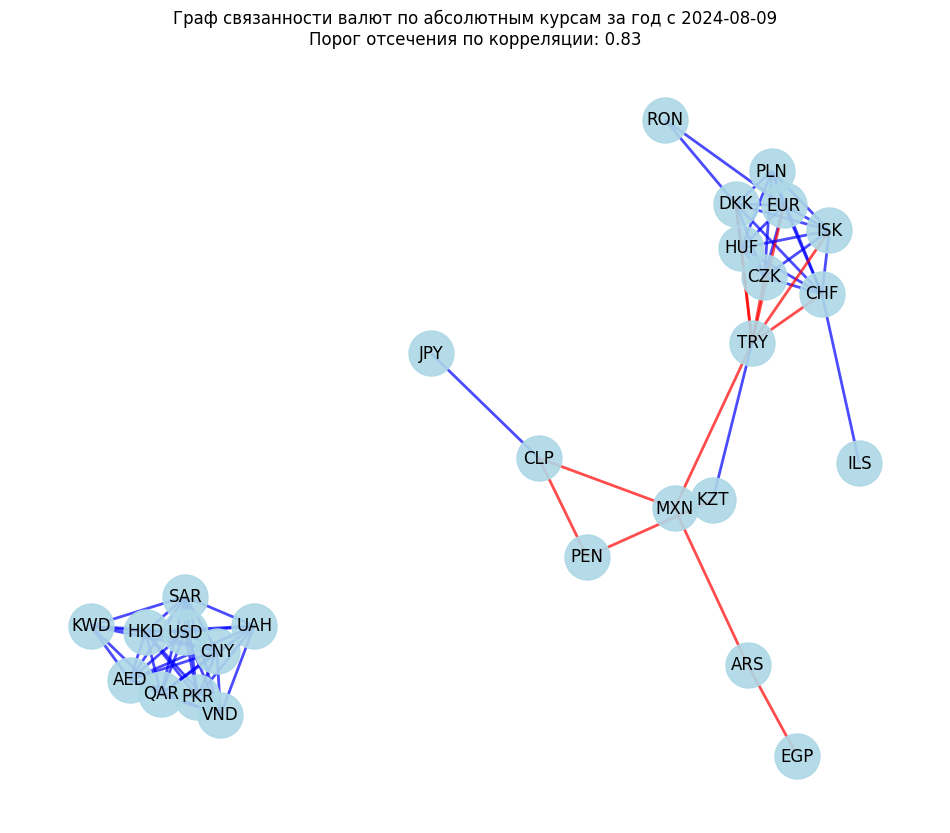 Граф связанности валют по абсолютным курсам за год с 2024-08-09
Порог отсечения по корреляции: 0.83
RON
PLN
DKK
EUR
ISK
HUF
CZK
CHF
TRY
JPY
CLP
ILS
MXN
KZT
PEN
SAR
KWD
HKD
USD
UAH
CNY
ARS
AED
QAR
PKR
VND
EGP